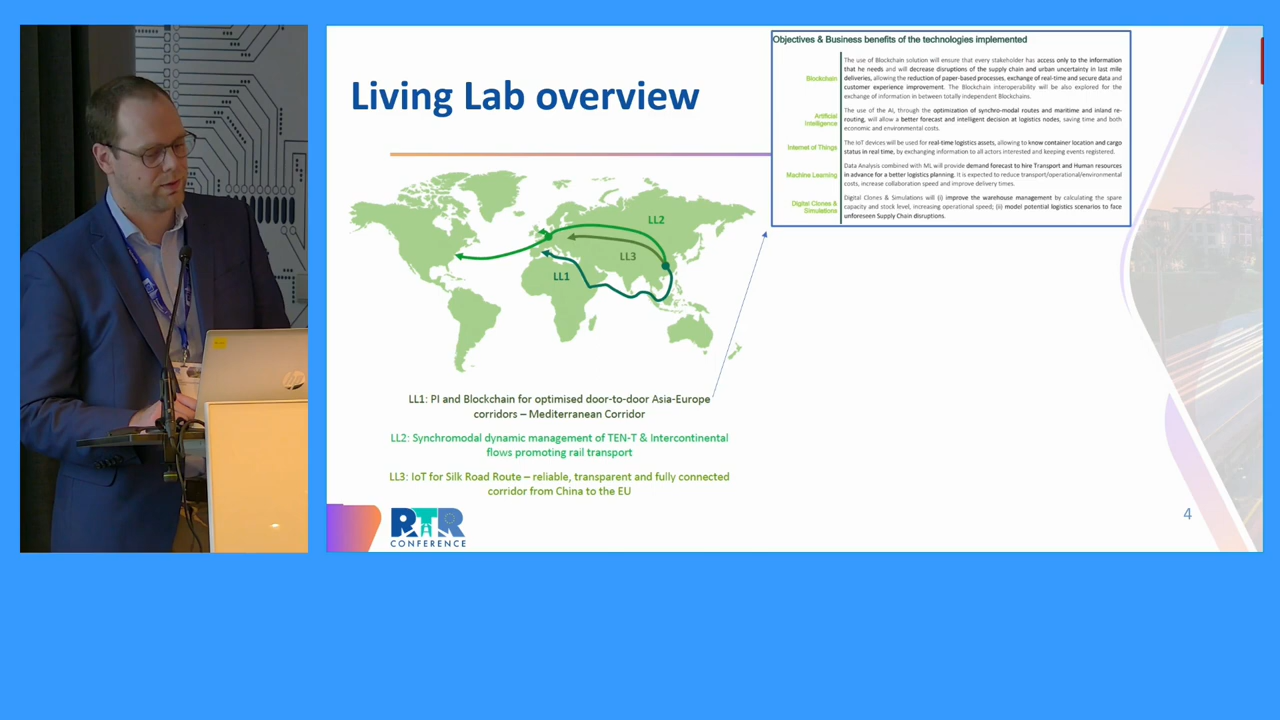 Living Lab overview
Objectives & Business benefits of the technologies implemented
Blockchain
The use of Blockchain solution will ensure that every stakeholder has access only to the information
that he needs and will decrease disruptions of the supply chain and urban uncertainty in last mile
deliveries, allowing the reduction of paper-based processes, exchange of real-time and secure data and
customer experience improvement. The Blockchain interoperability will be also explored for the
exchange of information in between totally independent Blockchains.
Artificial
Intelligence
The use of the AI, through the optimization of synchro-modal routes and maritime and inland re-
routing, will allow a better forecast and intelligent decision at logistics nodes, saving time and both
economic and environmental costs.
Internet of Things
The IoT devices will be used for real-time logistics assets, allowing to know container location and cargo
status in real time, by exchanging information to all actors interested and keeping events registered.
Machine Learning
Data Analysis combined with ML will provide demand forecast to hire Transport and Human resources
in advance for a better logistics planning. It is expected to reduce transport/operational/environmental
costs, increase collaboration speed and improve delivery times.
Digital Clones &
Simulations
Digital Clones & Simulations will (i) improve the warehouse management by calculating the spare
capacity and stock level, increasing operational speed; (ii) model potential logistics scenarios to face
unforeseen Supply Chain disruptions.
LL2
LL3
LL1
LL1: PI and Blockchain for optimised door-to-door Asia-Europe
corridors – Mediterranean Corridor
LL2: Synchromodal dynamic management of TEN-T & Intercontinental
flows promoting rail transport
LL3: IoT for Silk Road Route – reliable, transparent and fully connected
corridor from China to the EU
RTR
CONFERENCE
4
hp